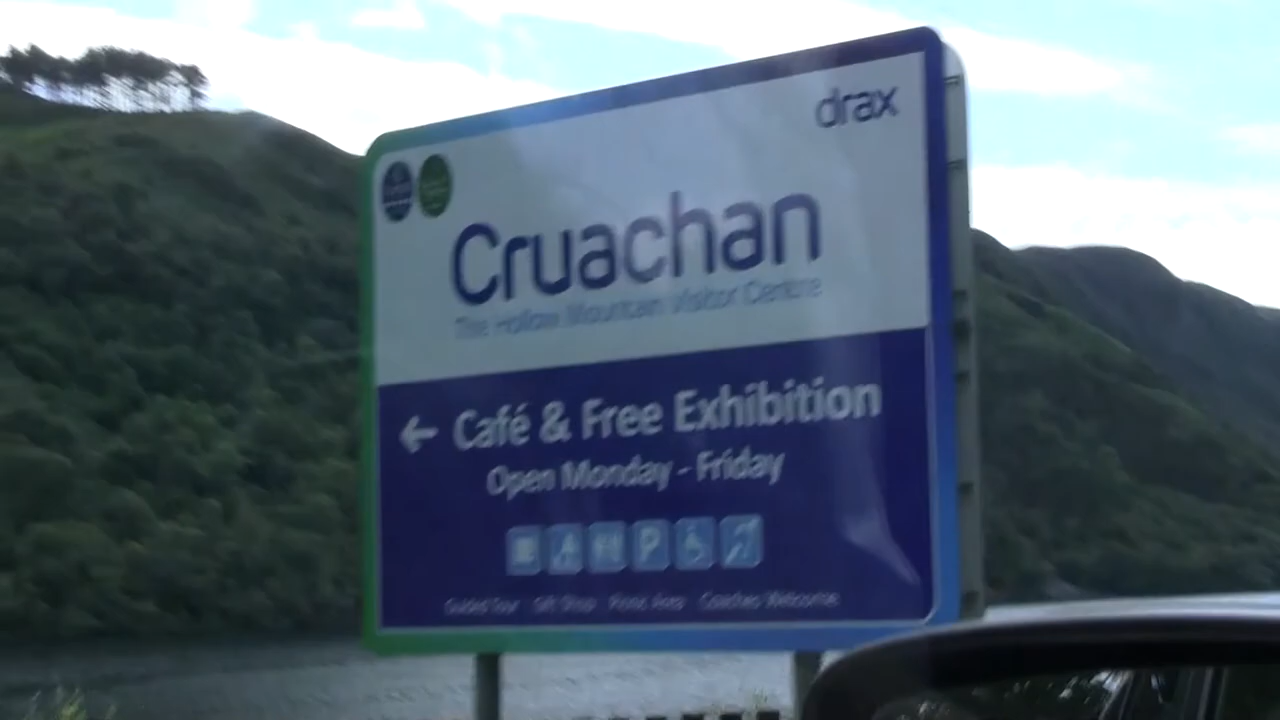 drax
Cruachan
The Hollow Mountain Visitor Centre
← Café & Free Exhibition
Open Monday - Friday
P
Guided Tour Gift Shop Picnic Area Coaches Welcome